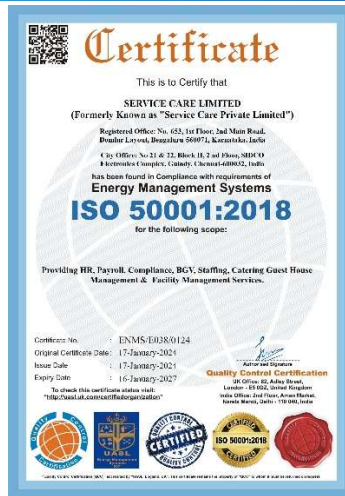 Certificate
This is to Certify that
SERVICE CARE LIMITED
(Formerly Known as "Service Care Private Limited")
Registered Office: No. 653, 1st Floor, 2nd Main Road,
Domlur Layout, Bengaluru 560071, Karnataka, India
City Office: No 21 & 22, Block II, 2 nd Floor, SIDCO
Electronics Complex, Guindy, Chennai-600032, India
has been found in Compliance with requirements of
Energy Management Systems
ISO 50001:2018
for the following scope:
Providing HR, Payroll, Compliance, BGV, Staffing, Catering Guest House
Management & Facility Management Services.
Certificate No. : ENMS/E038/0124
Original Certificate Date : 17-January-2024
Issue Date : 17-January-2024
Expiry Date : 16-January-2027
To check this certificate status visit:
"http://uasl.uk.com/certifiedorganization"
Authorised Signature
Quality Control Certification
UK Office: 82, Adley Street,
London - E5 0DZ, United Kingdom
India Office: 2nd Floor, Aman Market,
Narela Mandi, Delhi - 110 040, India
Quality Control
Certification
UASL
QUALITY CONTROL
CERTIFIED
ISO 50001:2018